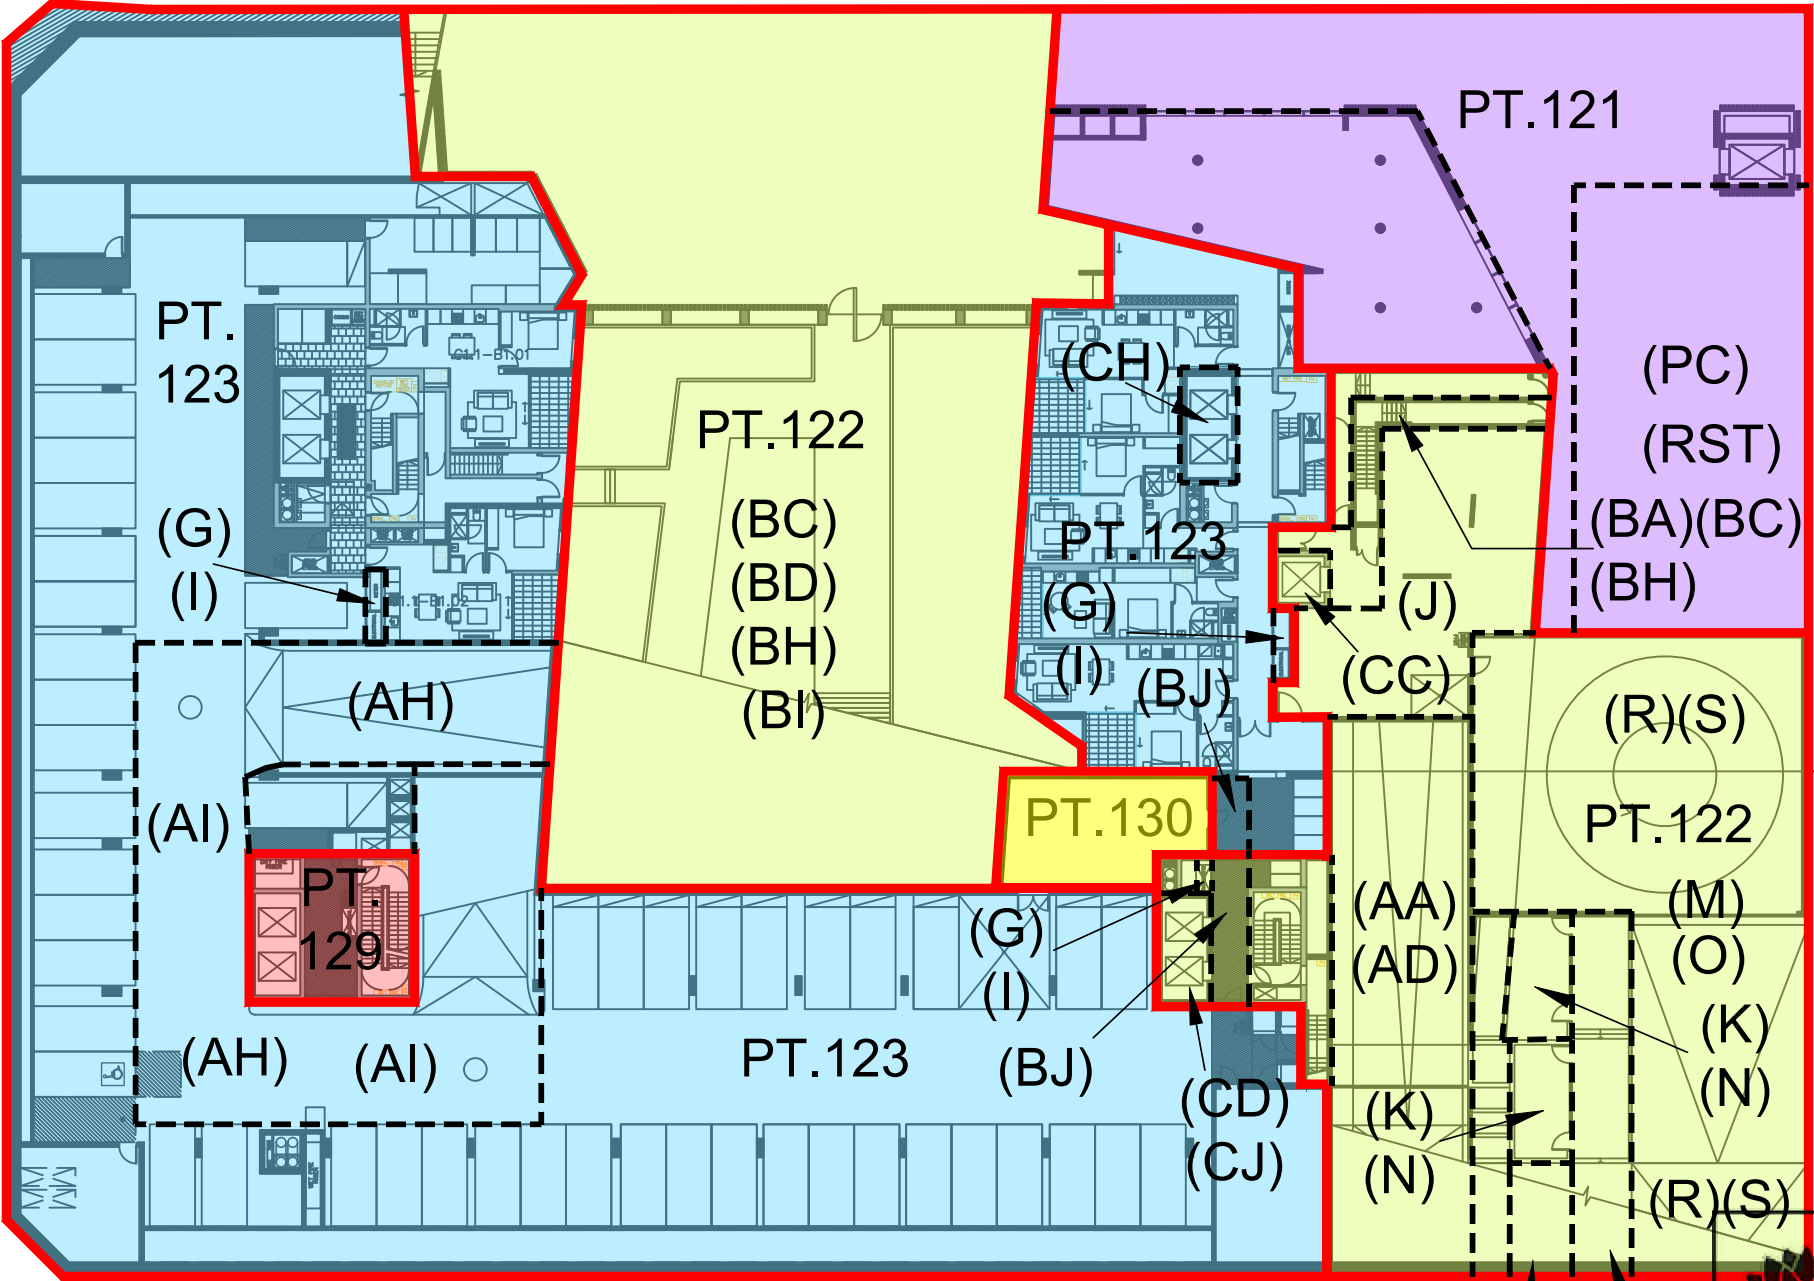 PT.121
PT.
123
(PC)
(CH)
(RST)
PT.122
(BC)
(BD)
(BH)
(BI)
(G)
(I)
PT.123
(G)
(I)
(BA)(BC)
(BH)
(J)
(CC)
(BJ)
(R)(S)
(AH)
(AI)
PT.130
PT.122
PT.
129
(G)
(I)
(AA)
(AD)
(M)
(O)
(K)
(N)
(AH)
(AI)
PT.123
(BJ)
(CD)
(CJ)
(K)
(N)
(R)(S)